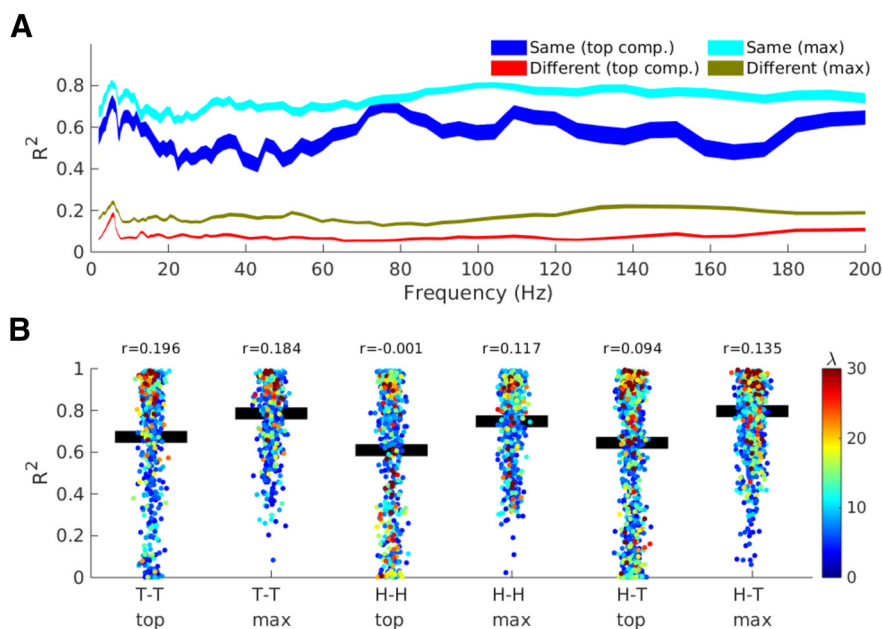 A
Same (top comp.) Same (max)
Different (top comp.) Different (max)
0.8
0.6
0.4
0.2
0
R²
0 20 40 60 80 100 120 140 160 180 200
Frequency (Hz)
B
r=0.196 r=0.184 r=-0.001 r=0.117 r=0.094 r=0.135 λ
1
0.8
0.6
0.4
0.2
0
R²
30
20
10
0
T-T T-T H-H H-H H-T H-T
top max top max top max